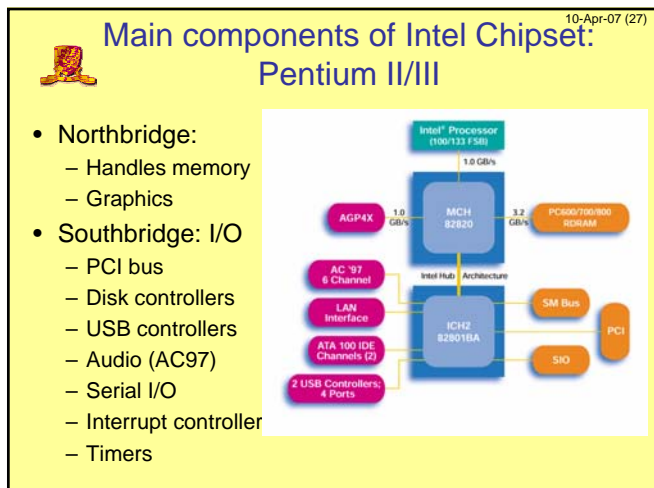 10-Apr-07 (27)
Main components of Intel Chipset:
Pentium II/III
• Northbridge:
– Handles memory
– Graphics
• Southbridge: I/O
– PCI bus
– Disk controllers
– USB controllers
– Audio (AC97)
– Serial I/O
– Interrupt controller
– Timers
Intel® Processor
(100/133 FSB)
1.0 GB/s
AGP4X
1.0
GB/s
MCH
82820
3.2
GB/s
PC600/700/800
RDRAM
Intel Hub Architecture
AC '97
6 Channel
LAN
Interface
ATA 100 IDE
Channels (2)
2 USB Controllers;
4 Ports
ICH2
82801BA
SM Bus
PCI
SIO